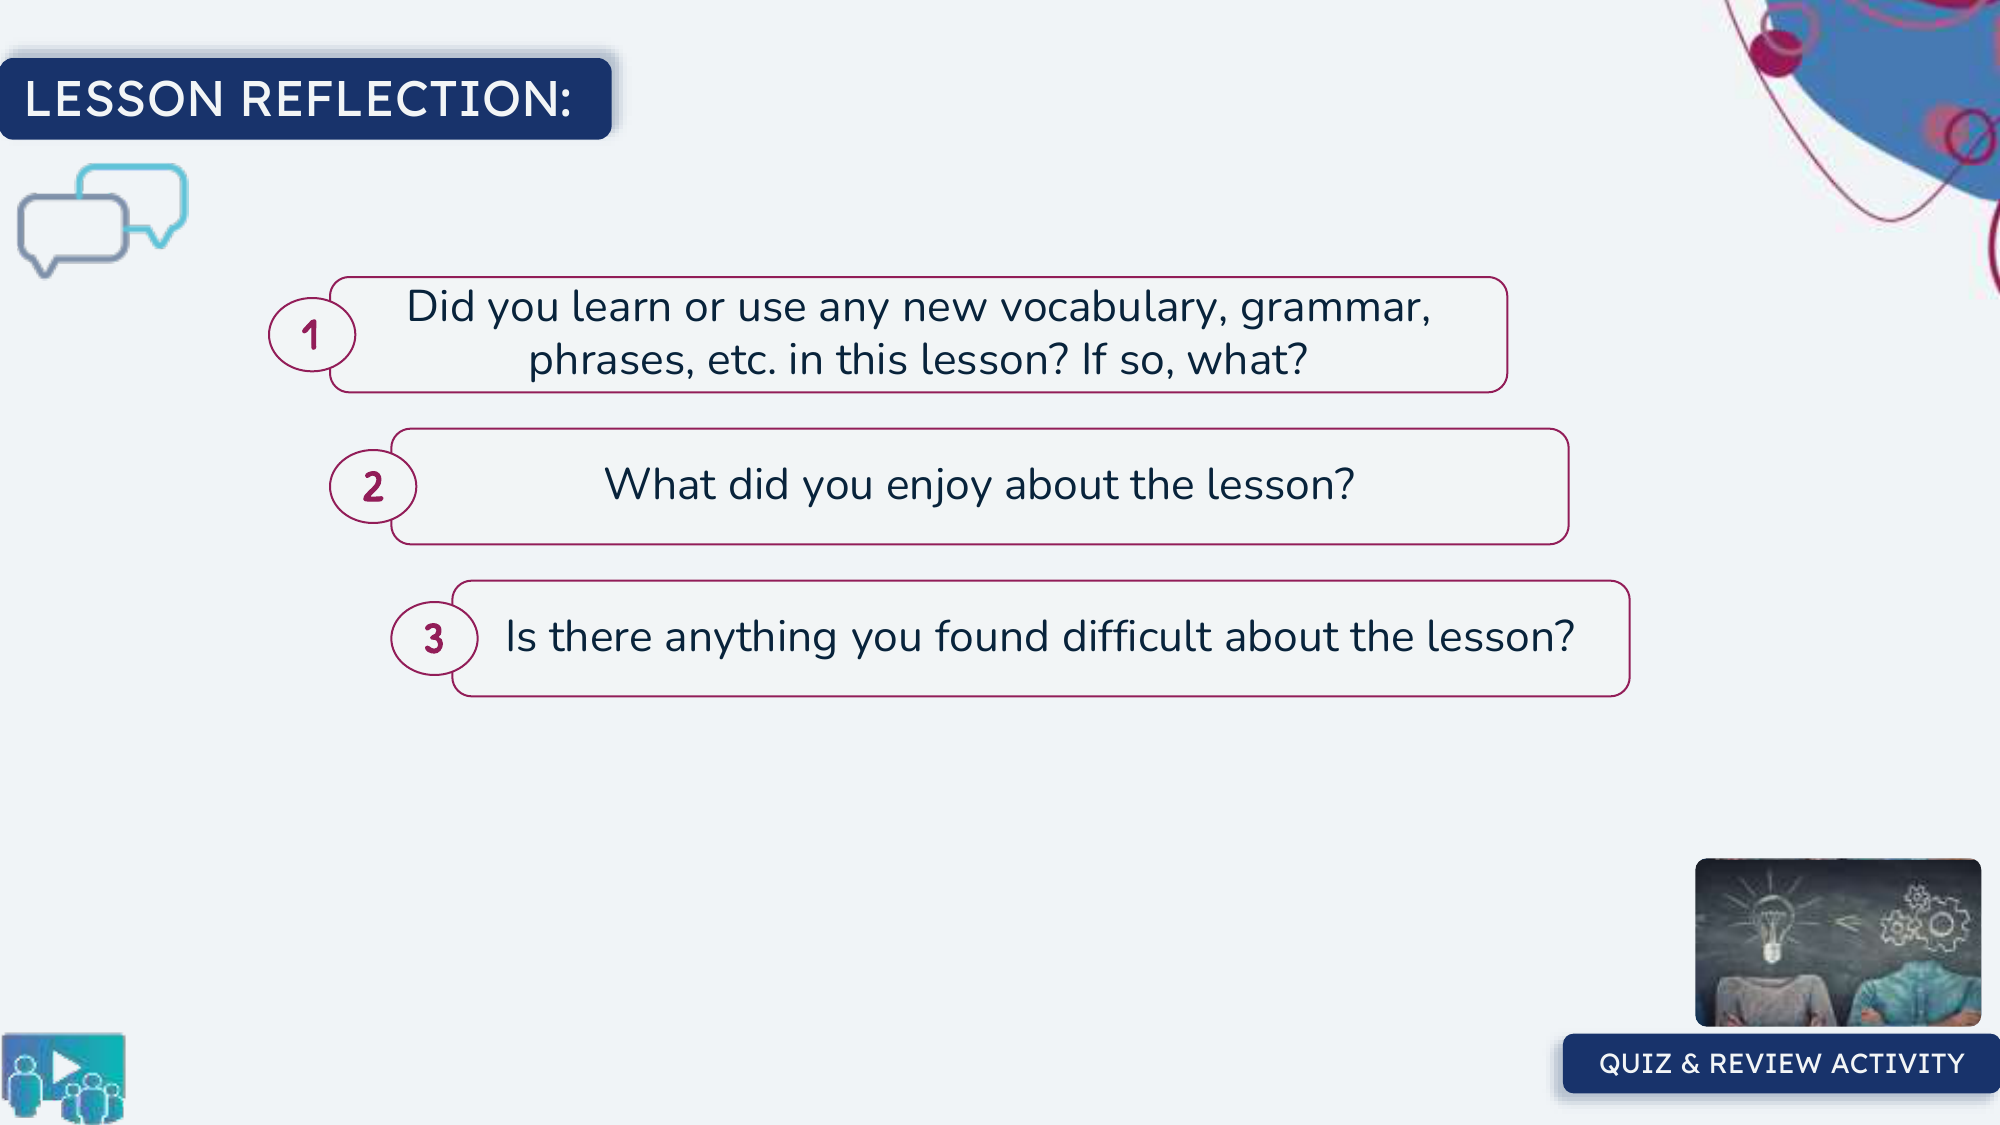 LESSON REFLECTION:
1
Did you learn or use any new vocabulary, grammar,
phrases, etc. in this lesson? If so, what?
2
What did you enjoy about the lesson?
3
Is there anything you found difficult about the lesson?
QUIZ & REVIEW ACTIVITY